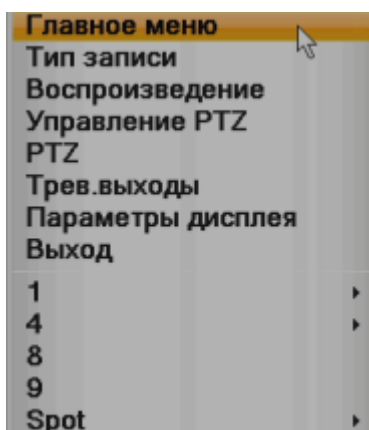 Главное меню
Тип записи
Воспроизведение
Управление PTZ
PTZ
Трев.выходы
Параметры дисплея
Выход
1
4
8
9
Spot